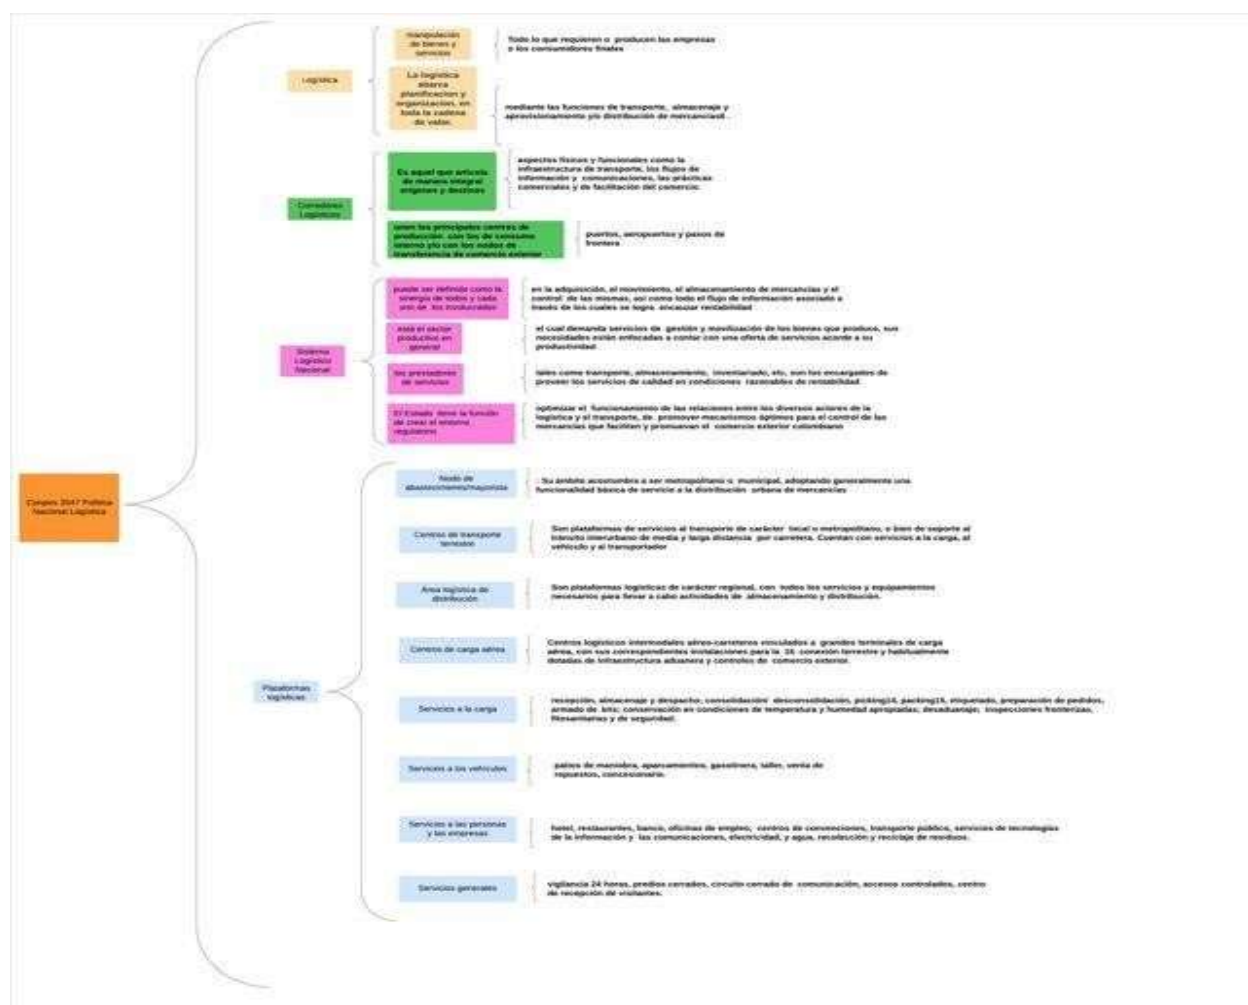 manipulación
de bienes y
servicios
Todo lo que requieren o producen las empresas
o los consumidores finales
Logística
La logística
abarca
planificacion y
organizacion, en
toda la cadena
de valor.
mediante las funciones de transporte, almacenaje y
aprovisionamiento y/o distribución de mercancias
Es aquel que articula
de manera integral
orígenes y destinos
aspectos físicos y funcionales como la
infraestructura de transporte, los flujos de
información y comunicaciones, las prácticas
comerciales y de facilitación del comercio.
Corredores
Logísticos
unen los principales centros de
producción con los de consumo
interno y/o con los nodos de
transferencia de comercio exterior
puertos, aeropuertos y pasos de
frontera
puede ser definido como la
sinergia de todos y cada
uno de los involucrados
en la adquisición, el movimiento, el almacenamiento de mercancías y el
control de las mismas, así como todo el flujo de información asociado a
través de los cuales se logra encauzar rentabilidad
está el sector
productivo en
general
el cual demanda servicios de gestión y movilización de los bienes que produce, sus
necesidades están enfocadas a contar con una oferta de servicios acorde a su
productividad
Sistema
Logístico
Nacional
los prestadores
de servicios
tales como transporte, almacenamiento, inventariado, etc. son los encargados de
proveer los servicios de calidad en condiciones razonables de rentabilidad
El Estado tiene la función
de crear el entorno
regulatorio
optimizar el funcionamiento de las relaciones entre los diversos actores de la
logística y el transporte, de promover mecanismos óptimos para el control de las
mercancías que faciliten y promuevan el comercio exterior colombiano
Conpes 3547 Política
Nacional Logística
Nodo de
abastecimiento/mayorista
Su ámbito acostumbra a ser metropolitano o municipal, adoptando generalmente una
funcionalidad básica de servicio a la distribución urbana de mercancías
Centros de transporte
terrestre
Son plataformas de servicios al transporte de carácter local o metropolitano, o bien de soporte al
tránsito interurbano de media y larga distancia por carretera. Cuentan con servicios a la carga, al
vehículo y al transportador
Área logística de
distribución
Son plataformas logísticas de carácter regional, con todos los servicios y equipamientos
necesarios para llevar a cabo actividades de almacenamiento y distribución.
Centros de carga aérea
Centros logísticos intermodales aéreo-carreteros vinculados a grandes terminales de carga
aérea, con sus correspondientes instalaciones para la 16 conexión terrestre y habitualmente
dotadas de infraestructura aduanera y controles de comercio exterior.
Plataformas
logísticas
Servicios a la carga
recepción, almacenaje y despacho; consolidación/ desconsolidación, picking14, packing15, etiquetado, preparación de pedidos,
armado de kits; conservación en condiciones de temperatura y humedad apropiadas; desaduanaje; inspecciones fronterizas,
fitosanitarias y de seguridad.
Servicios a los vehículos
patios de maniobra, aparcamientos, gasolinera, taller, venta de
repuestos, concesionario.
Servicios a las personas
y las empresas
hotel, restaurantes, banco, oficinas de empleo; centros de convenciones, transporte público, servicios de tecnologías
de la información y las comunicaciones, electricidad, y agua, recolección y reciclaje de residuos.
Servicios generales
vigilancia 24 horas, predios cerrados, circuito cerrado de comunicación, accesos controlados, centro
de recepción de visitantes.